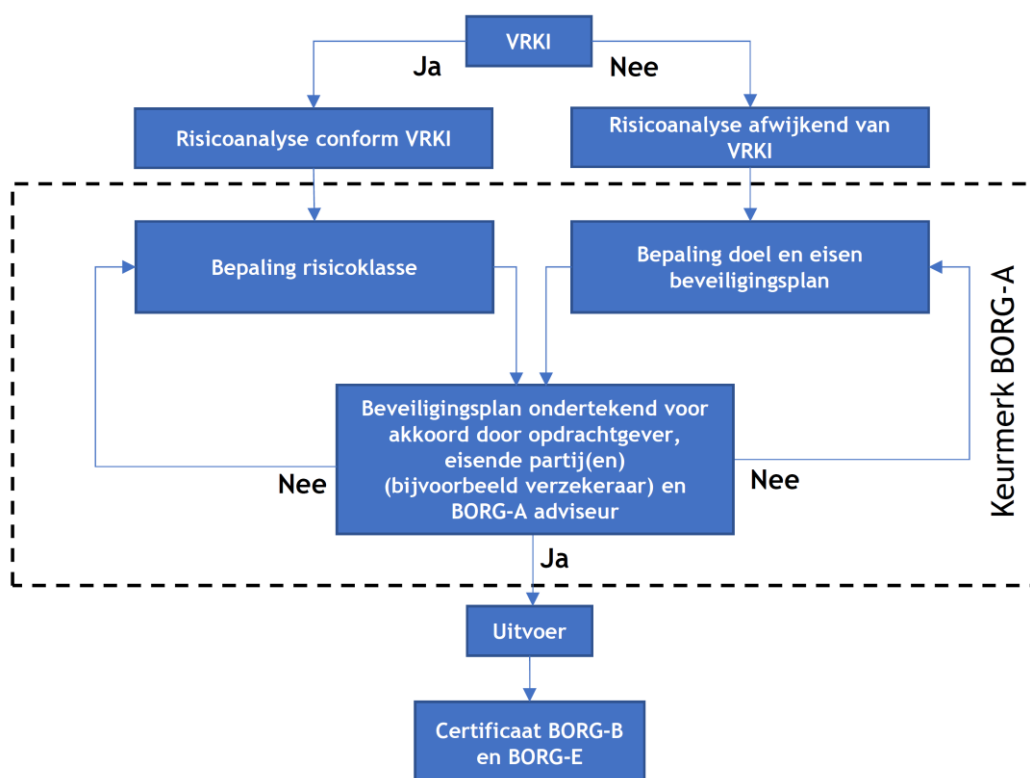 VRKI
Ja
Nee
Risicoanalyse conform VRKI
Risicoanalyse afwijkend van
VRKI
Bepaling risicoklasse
Bepaling doel en eisen
beveiligingsplan
Keurmerk BORG-A
Beveiligingsplan ondertekend voor
akkoord door opdrachtgever,
eisende partij(en)
(bijvoorbeeld verzekeraar) en
BORG-A adviseur
Nee
Nee
Ja
Uitvoer
Certificaat BORG-B
en BORG-E